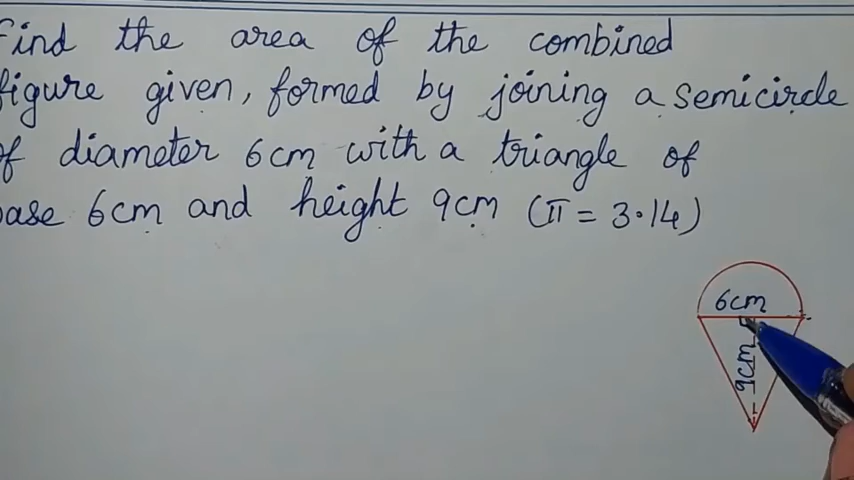 Find the area of the combined
figure given, formed by joining a semicircle
of diameter 6cm with a triangle of
base 6cm and height 9cm (π = 3.14)
6cm
9cm